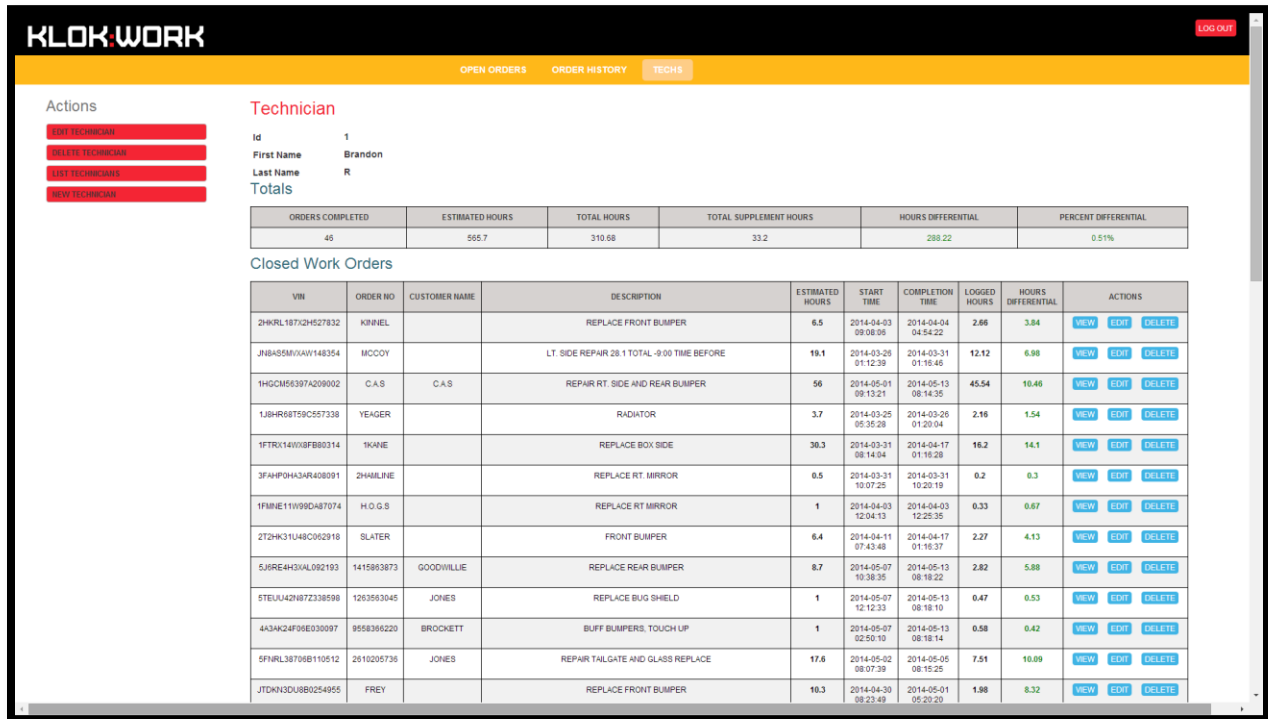 KLOK:WORK
LOG OUT
OPEN ORDERS ORDER HISTORY TECHS
Actions
EDIT TECHNICIAN
DELETE TECHNICIAN
LIST TECHNICIANS
NEW TECHNICIAN
Technician
Id 1
First Name Brandon
Last Name R
Totals
ORDERS COMPLETED ESTIMATED HOURS TOTAL HOURS TOTAL SUPPLEMENT HOURS HOURS DIFFERENTIAL PERCENT DIFFERENTIAL
46 565.7 310.68 33.2 288.22 0.51%
Closed Work Orders
VIN ORDER NO CUSTOMER NAME DESCRIPTION ESTIMATED HOURS START TIME COMPLETION TIME LOGGED HOURS HOURS DIFFERENTIAL ACTIONS
2HKRL187X2H527832 KINNEL REPLACE FRONT BUMPER 6.5 2014-04-03 09:08:06 2014-04-04 04:54:22 2.66 3.84 VIEW EDIT DELETE
JN8AS5MVXAW148354 MCCOY LT. SIDE REPAIR 28.1 TOTAL -9:00 TIME BEFORE 19.1 2014-03-26 01:12:39 2014-03-31 01:16:46 12.12 6.98 VIEW EDIT DELETE
1HGCM56397A209002 C.A.S C.A.S REPAIR RT. SIDE AND REAR BUMPER 56 2014-05-01 09:13:21 2014-05-13 08:14:35 45.54 10.46 VIEW EDIT DELETE
1J8HR68T59C557338 YEAGER RADIATOR 3.7 2014-03-25 05:35:28 2014-03-26 01:20:04 2.16 1.54 VIEW EDIT DELETE
1FTRX14WX8FB80314 1KANE REPLACE BOX SIDE 30.3 2014-03-31 08:14:04 2014-04-17 01:16:28 16.2 14.1 VIEW EDIT DELETE
3FAHP0HA3AR408091 2HAMLINE REPLACE RT. MIRROR 0.5 2014-03-31 10:07:25 2014-03-31 10:20:19 0.2 0.3 VIEW EDIT DELETE
1FMNE11W99DA87074 H.O.G.S REPLACE RT MIRROR 1 2014-04-03 12:04:13 2014-04-03 12:25:35 0.33 0.67 VIEW EDIT DELETE
2T2HK31U48C062918 SLATER FRONT BUMPER 6.4 2014-04-11 07:43:48 2014-04-17 01:16:37 2.27 4.13 VIEW EDIT DELETE
5J6RE4H3XAL092193 1415863873 GOODWILLIE REPLACE REAR BUMPER 8.7 2014-05-07 10:38:35 2014-05-13 08:18:22 2.82 5.88 VIEW EDIT DELETE
5TEUU42N87Z338598 1263563045 JONES REPLACE BUG SHIELD 1 2014-05-07 12:12:33 2014-05-13 08:18:10 0.47 0.53 VIEW EDIT DELETE
4A3AK24F06E030097 9558366220 BROCKETT BUFF BUMPERS, TOUCH UP 1 2014-05-07 02:50:10 2014-05-13 08:18:14 0.58 0.42 VIEW EDIT DELETE
5FNRL38706B110512 2610205736 JONES REPAIR TAILGATE AND GLASS REPLACE 17.6 2014-05-02 08:07:39 2014-05-05 08:15:25 7.51 10.09 VIEW EDIT DELETE
JTDKN3DU8B0254955 FREY REPLACE FRONT BUMPER 10.3 2014-04-30 08:23:49 2014-05-01 05:20:20 1.98 8.32 VIEW EDIT DELETE